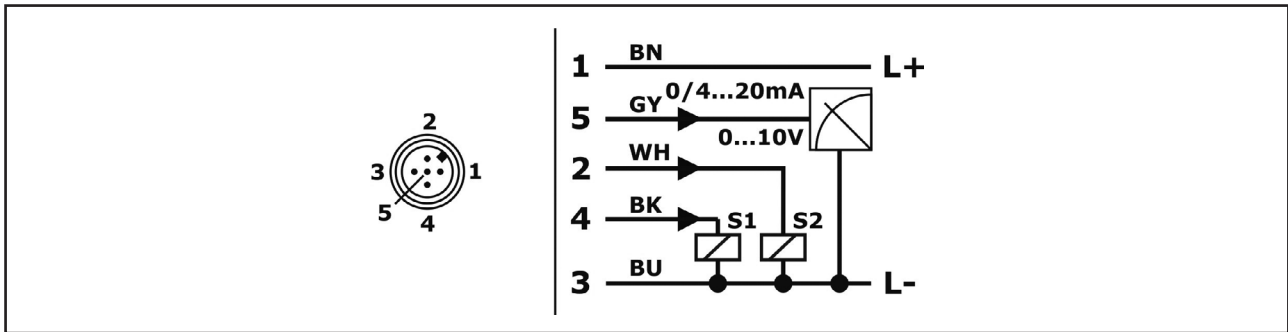 2
3
1
5
4
1 BN L+
0/4...20mA
5 GY
0...10V
2 WH
4 BK S1 S2
3 BU L-